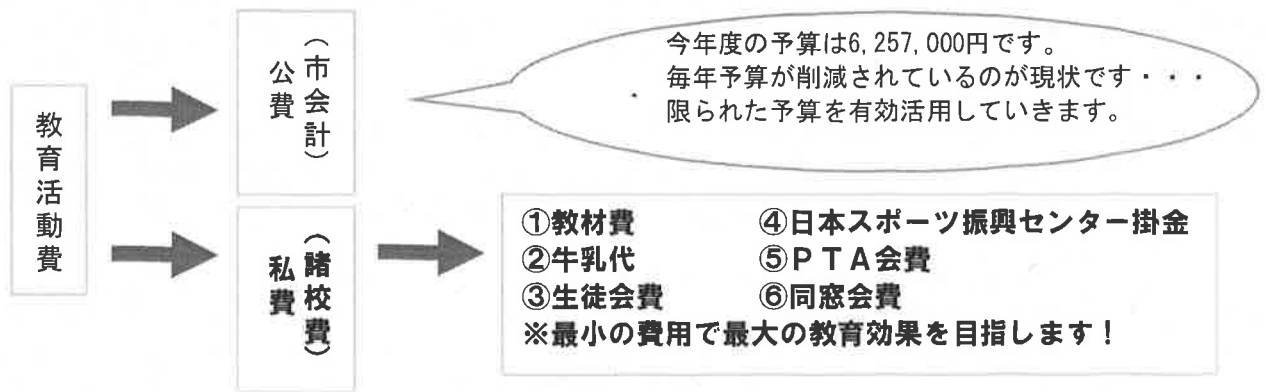 教育活動費
公費
（市会計）
今年度の予算は6,257,000円です。
毎年予算が削減されているのが現状です・・・
限られた予算を有効活用していきます。
私費
（諸校費）
①教材費
②牛乳代
③生徒会費
④日本スポーツ振興センター掛金
⑤ＰＴＡ会費
⑥同窓会費
※最小の費用で最大の教育効果を目指します！